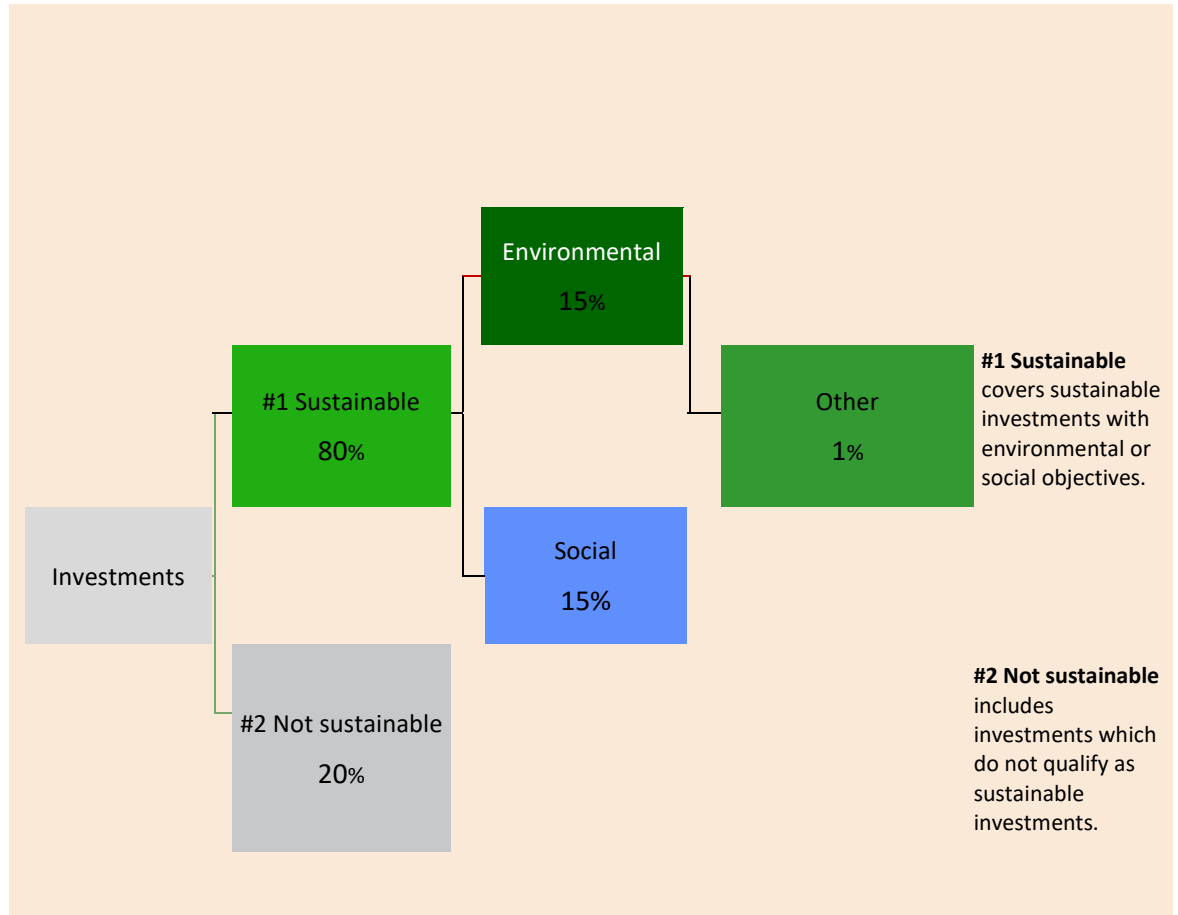 Environmental
15%
#1 Sustainable
80%
Other
1%
#1 Sustainable
covers sustainable
investments with
environmental or
social objectives.
Investments
Social
15%
#2 Not sustainable
20%
#2 Not sustainable
includes
investments which
do not qualify as
sustainable
investments.